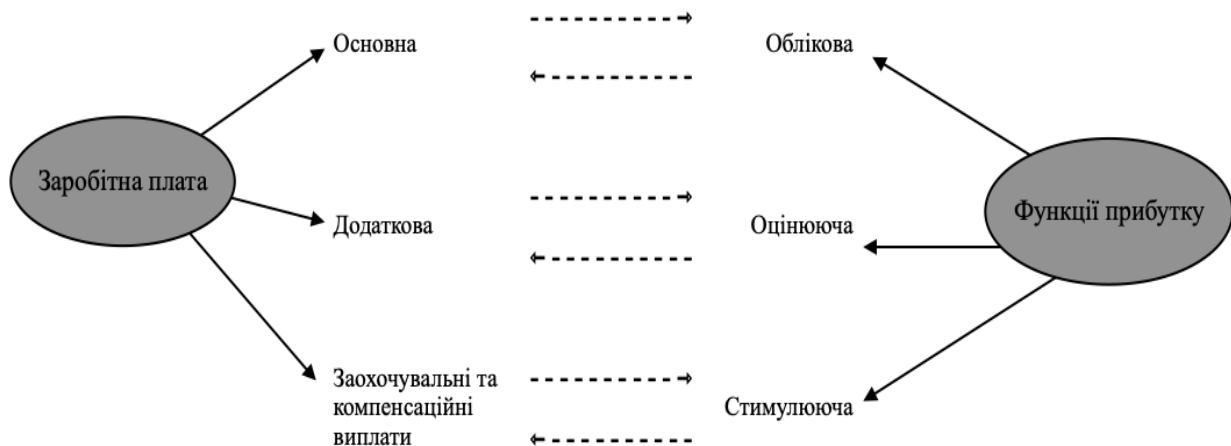 Основна
Облікова
Заробітна плата
Функції прибутку
Додаткова
Оцінююча
Заохочувальні та
компенсаційні
виплати
Стимулююча